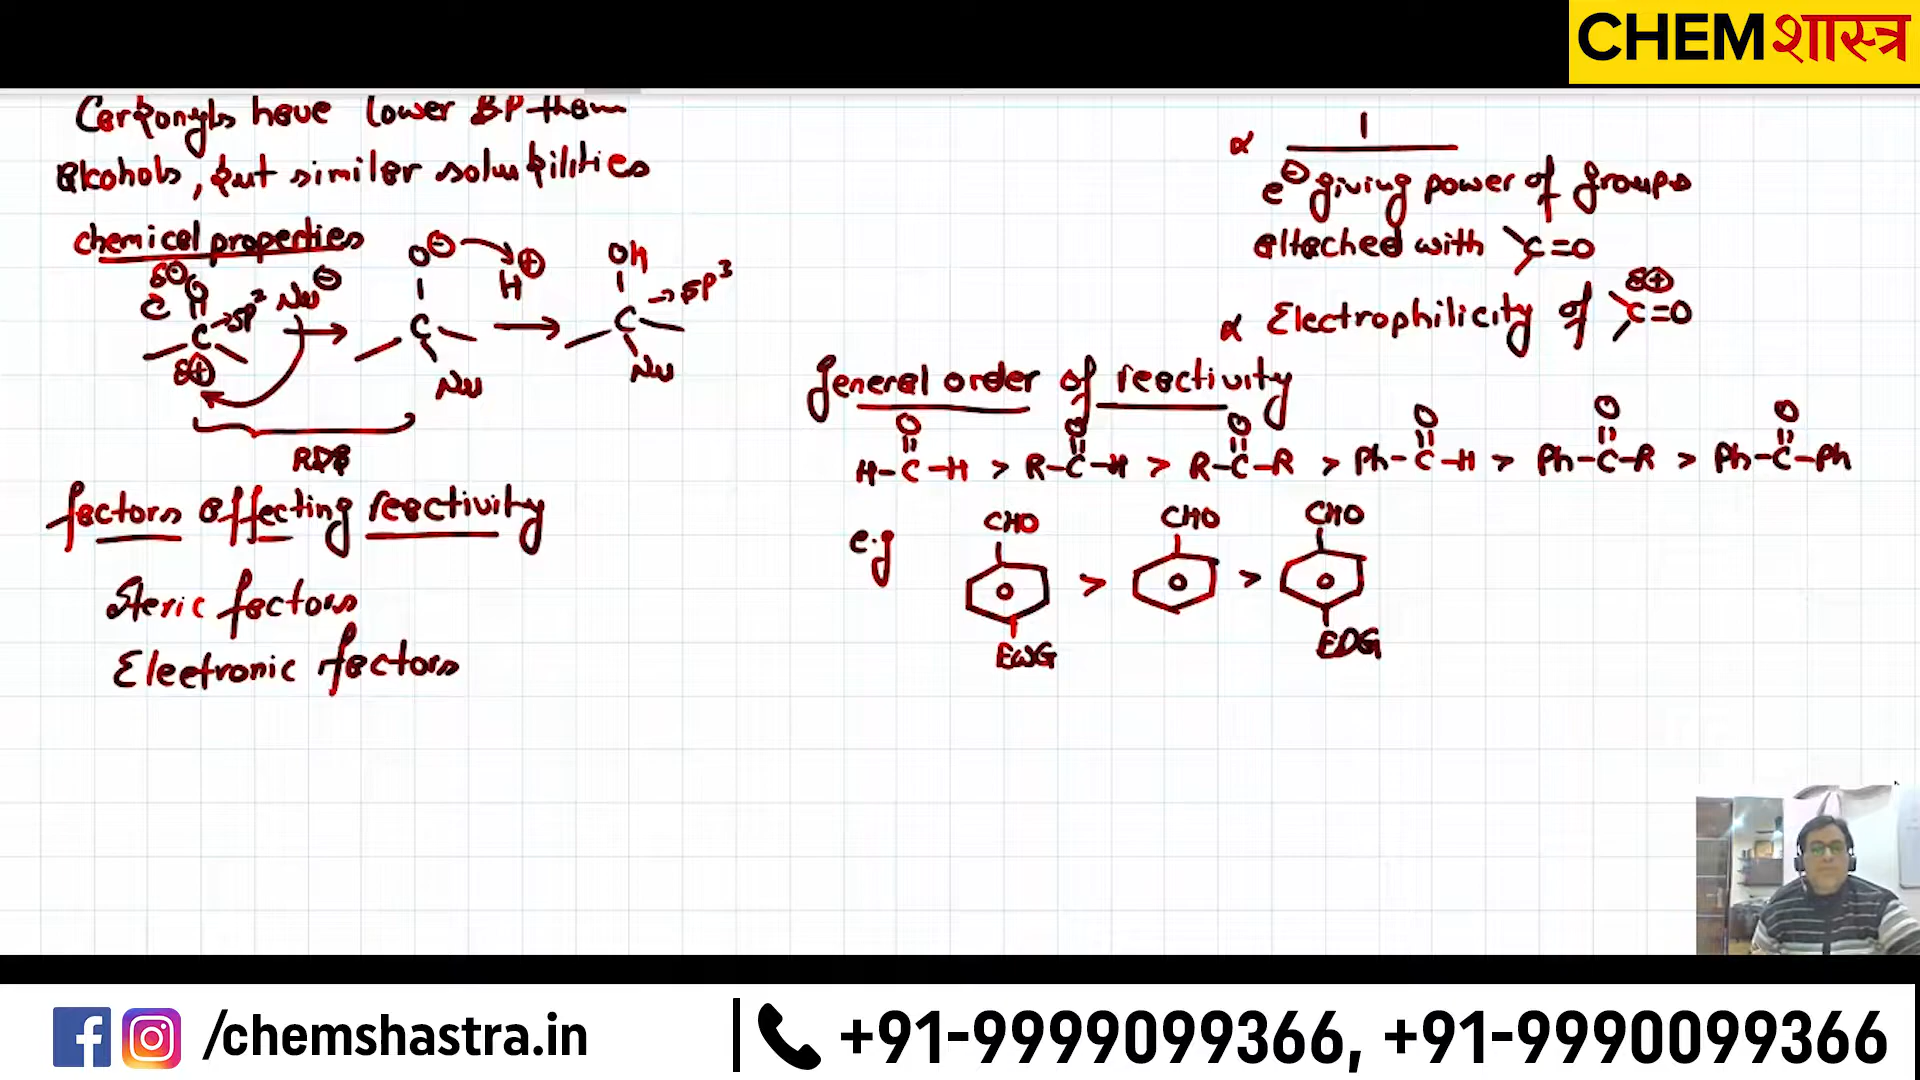 CHEMशास्त्र
Carbonyls have lower BP than
alcohols, but similar solubilities
chemical properties
δ⊖ O Nu⊖ O⊖ H⊕ OH
C → sp² C C → sp³
δ⊕ Nu Nu
RDS
factors affecting reactivity
Steric factors
Electronic factors
α 1
e⊖ giving power of groups
attached with C=O
α Electrophilicity of C=O δ⊕
General order of reactivity
O O O O O O
H-C-H > R-C-H > R-C-R > Ph-C-H > Ph-C-R > Ph-C-Ph
e.g CHO > CHO > CHO
EWG EDG
/chemshastra.in
+91-9999099366, +91-9990099366